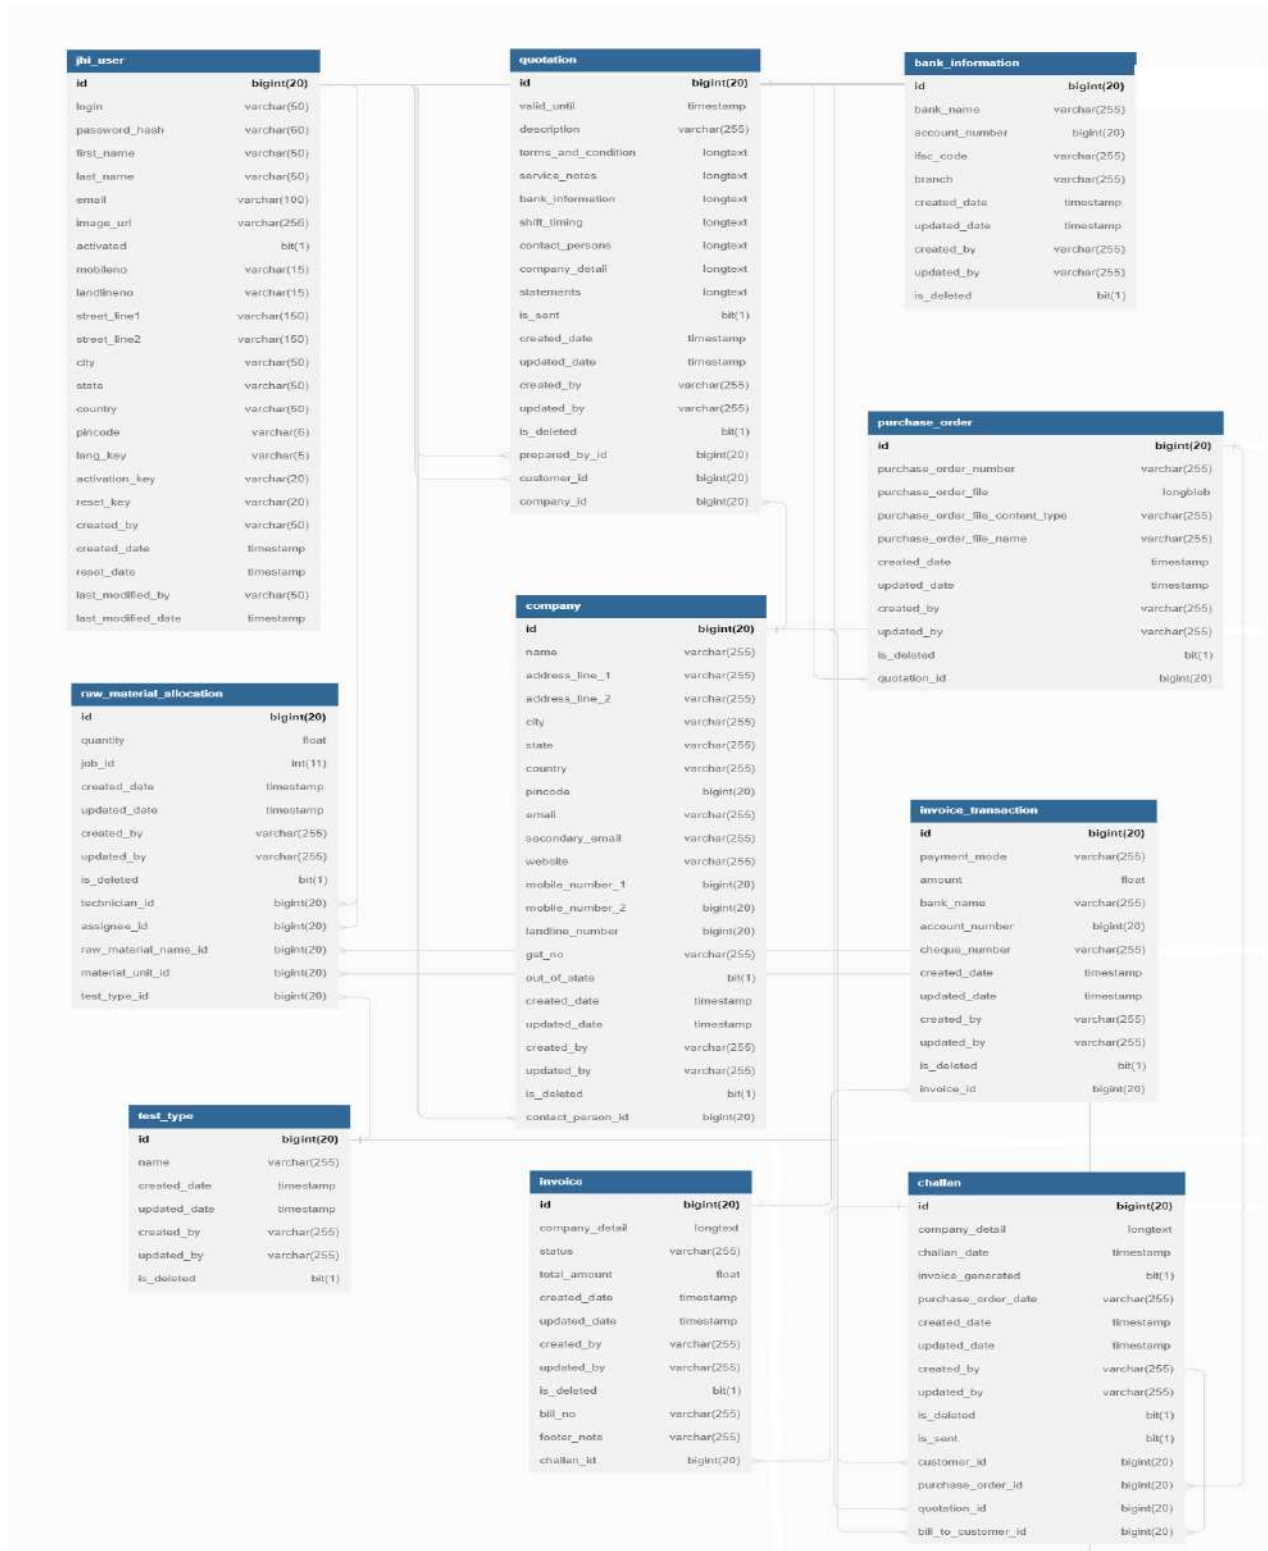 jhi_user
id bigint(20)
login varchar(50)
password_hash varchar(60)
first_name varchar(50)
last_name varchar(50)
email varchar(100)
image_url varchar(256)
activated bit(1)
mobileno varchar(15)
landlineno varchar(15)
street_line1 varchar(150)
street_line2 varchar(150)
city varchar(50)
state varchar(50)
country varchar(50)
pincode varchar(6)
lang_key varchar(5)
activation_key varchar(20)
reset_key varchar(20)
created_by varchar(50)
created_date timestamp
reset_date timestamp
last_modified_by varchar(50)
last_modified_date timestamp
quotation
id bigint(20)
valid_until timestamp
description varchar(255)
terms_and_condition longtext
service_notes longtext
bank_information longtext
shift_timing longtext
contact_persons longtext
company_detail longtext
statements longtext
is_sent bit(1)
created_date timestamp
updated_date timestamp
created_by varchar(255)
updated_by varchar(255)
is_deleted bit(1)
prepared_by_id bigint(20)
customer_id bigint(20)
company_id bigint(20)
bank_information
id bigint(20)
bank_name varchar(255)
account_number bigint(20)
ifsc_code varchar(255)
branch varchar(255)
created_date timestamp
updated_date timestamp
created_by varchar(255)
updated_by varchar(255)
is_deleted bit(1)
purchase_order
id bigint(20)
purchase_order_number varchar(255)
purchase_order_file longblob
purchase_order_file_content_type varchar(255)
purchase_order_file_name varchar(255)
created_date timestamp
updated_date timestamp
created_by varchar(255)
updated_by varchar(255)
is_deleted bit(1)
quotation_id bigint(20)
company
id bigint(20)
name varchar(255)
address_line_1 varchar(255)
address_line_2 varchar(255)
city varchar(255)
state varchar(255)
country varchar(255)
pincode bigint(20)
email varchar(255)
secondary_email varchar(255)
website varchar(255)
mobile_number_1 bigint(20)
mobile_number_2 bigint(20)
landline_number bigint(20)
gst_no varchar(255)
out_of_state bit(1)
created_date timestamp
updated_date timestamp
created_by varchar(255)
updated_by varchar(255)
is_deleted bit(1)
contact_person_id bigint(20)
raw_material_allocation
id bigint(20)
quantity float
job_id int(11)
created_date timestamp
updated_date timestamp
created_by varchar(255)
updated_by varchar(255)
is_deleted bit(1)
technician_id bigint(20)
assignee_id bigint(20)
raw_material_name_id bigint(20)
material_unit_id bigint(20)
test_type_id bigint(20)
invoice_transaction
id bigint(20)
payment_mode varchar(255)
amount float
bank_name varchar(255)
account_number bigint(20)
cheque_number varchar(255)
created_date timestamp
updated_date timestamp
created_by varchar(255)
updated_by varchar(255)
is_deleted bit(1)
invoice_id bigint(20)
test_type
id bigint(20)
name varchar(255)
created_date timestamp
updated_date timestamp
created_by varchar(255)
updated_by varchar(255)
is_deleted bit(1)
invoice
id bigint(20)
company_detail longtext
status varchar(255)
total_amount float
created_date timestamp
updated_date timestamp
created_by varchar(255)
updated_by varchar(255)
is_deleted bit(1)
bill_no varchar(255)
footer_note varchar(255)
challan_id bigint(20)
challan
id bigint(20)
company_detail longtext
challan_date timestamp
invoice_generated bit(1)
purchase_order_date varchar(255)
created_date timestamp
updated_date timestamp
created_by varchar(255)
updated_by varchar(255)
is_deleted bit(1)
is_sent bit(1)
customer_id bigint(20)
purchase_order_id bigint(20)
quotation_id bigint(20)
bill_to_customer_id bigint(20)